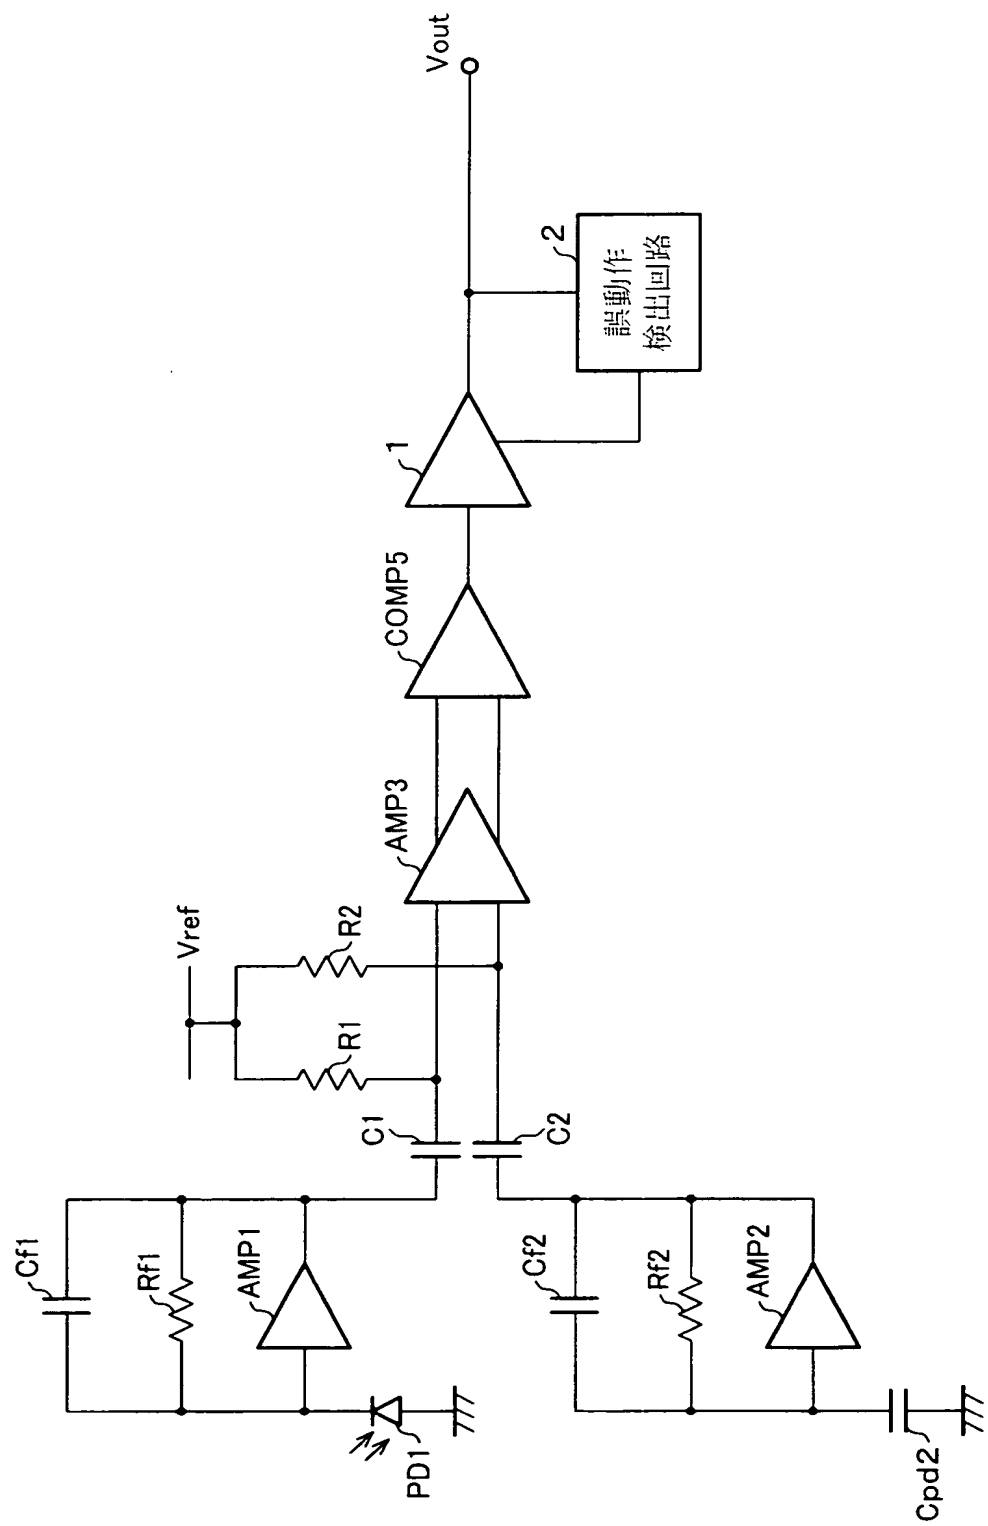 Cf1
Rf1
AMP1
PD1
Cf2
Rf2
AMP2
Cpd2
C1
C2
Vref
R1
R2
AMP3
COMP5
1
2
誤動作
検出回路
Vout